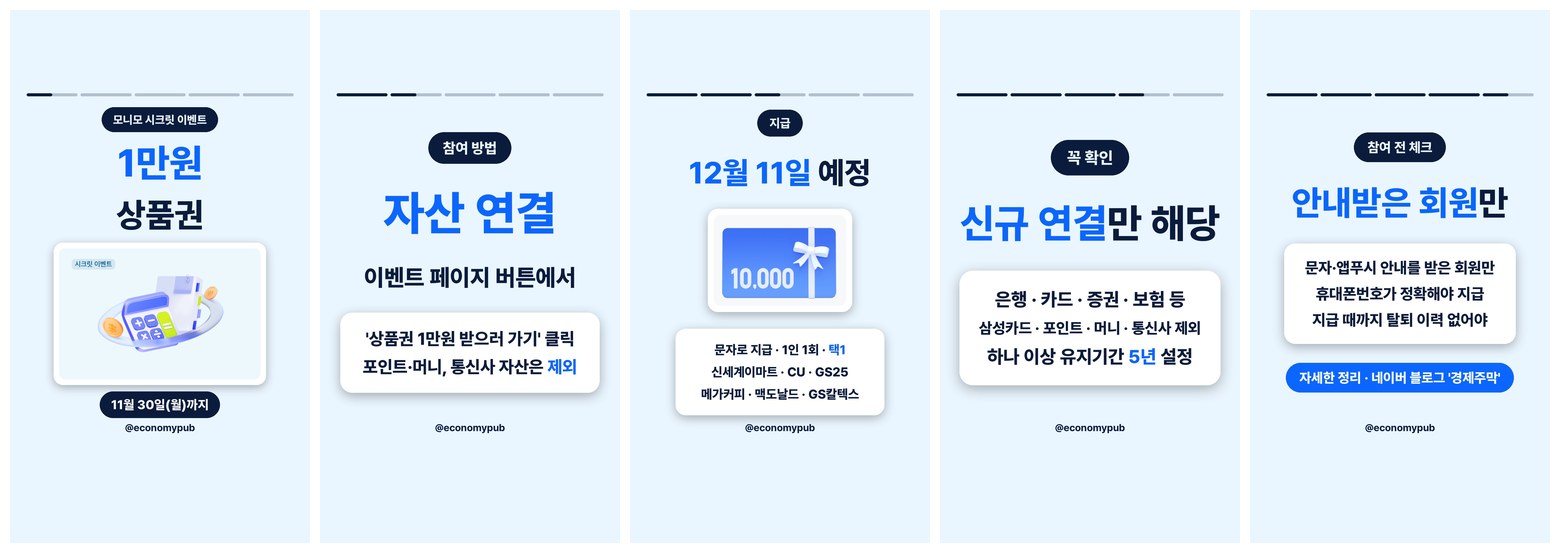 모니모 시크릿 이벤트
1만원
상품권
시크릿 이벤트
11월 30일(월)까지
@economypub
참여 방법
자산 연결
이벤트 페이지 버튼에서
'상품권 1만원 받으러 가기' 클릭
포인트·머니, 통신사 자산은 제외
@economypub
지급
12월 11일 예정
10.000
문자로 지급 · 1인 1회 · 택1
신세계이마트 · CU · GS25
메가커피 · 맥도날드 · GS칼텍스
@economypub
꼭 확인
신규 연결만 해당
은행 · 카드 · 증권 · 보험 등
삼성카드 · 포인트 · 머니 · 통신사 제외
하나 이상 유지기간 5년 설정
@economypub
참여 전 체크
안내받은 회원만
문자·앱푸시 안내를 받은 회원만
휴대폰번호가 정확해야 지급
지급 때까지 탈퇴 이력 없어야
자세한 정리 · 네이버 블로그 '경제주막'
@economypub